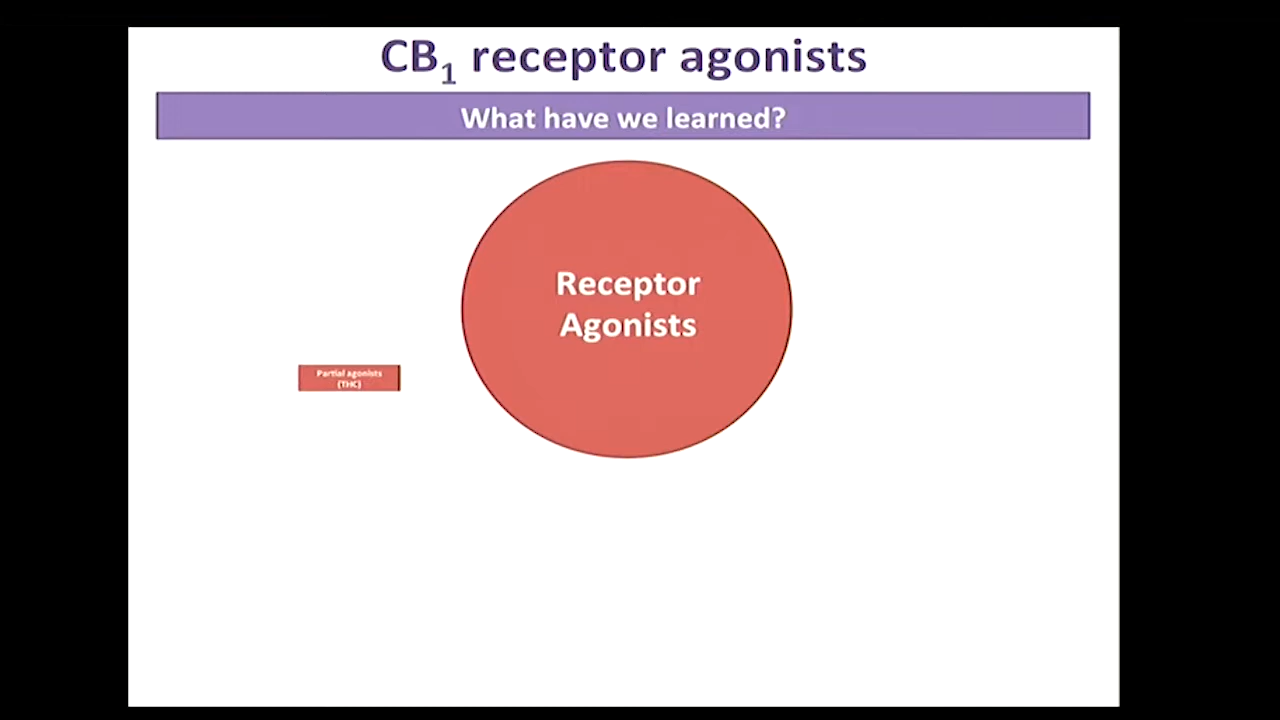 CB₁ receptor agonists
What have we learned?
Receptor
Agonists
Partial agonists
(THC)